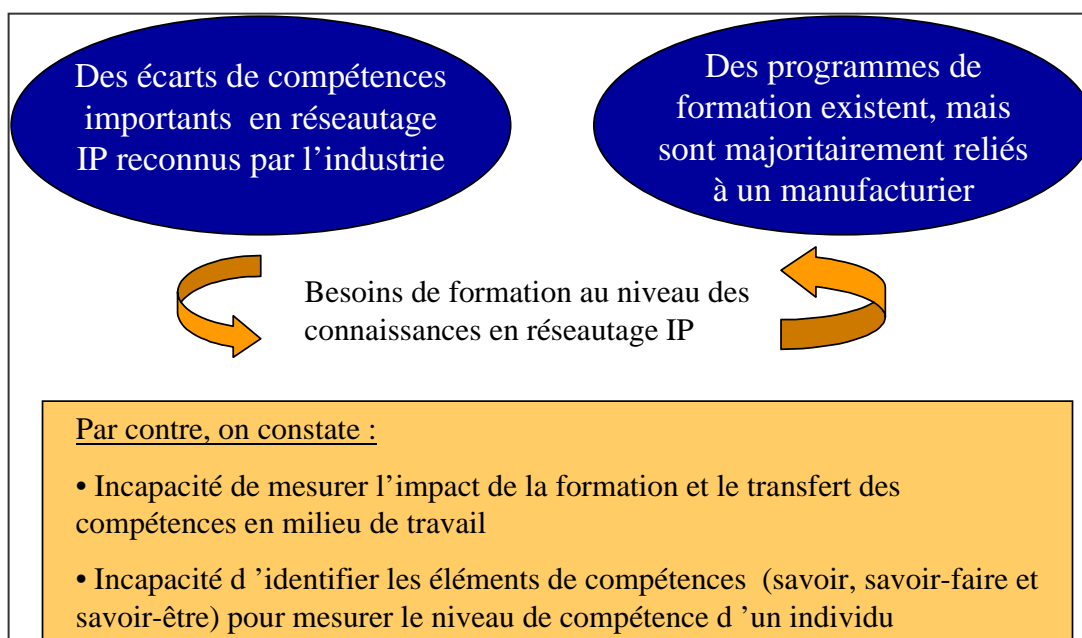 Des écarts de compétences
importants  en réseautage
IP reconnus par l’industrie
Des programmes de
formation existent, mais
sont majoritairement reliés
à un manufacturier
Besoins de formation au niveau des
connaissances en réseautage IP
Par contre, on constate :
• Incapacité de mesurer l’impact de la formation et le transfert des
compétences en milieu de travail
• Incapacité d ’identifier les éléments de compétences  (savoir, savoir-faire et
savoir-être) pour mesurer le niveau de compétence d ’un individu